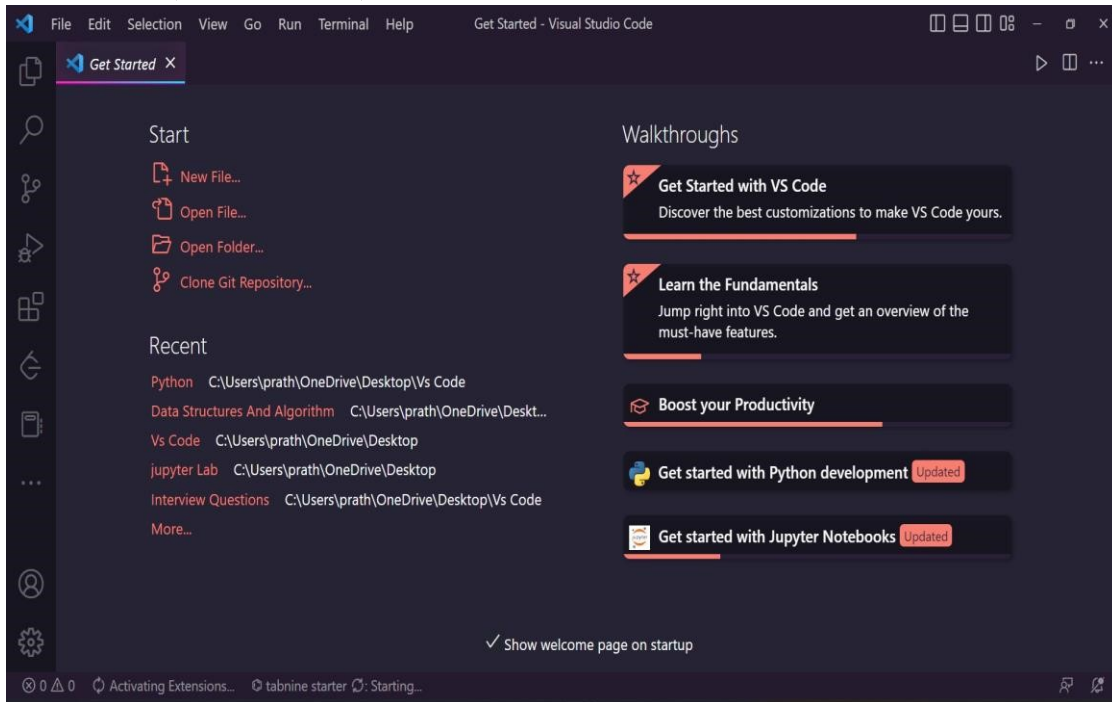 File Edit Selection View Go Run Terminal Help Get Started - Visual Studio Code
Get Started
Start
New File...
Open File...
Open Folder...
Clone Git Repository...
Recent
Python C:\Users\prath\OneDrive\Desktop\Vs Code
Data Structures And Algorithm C:\Users\prath\OneDrive\Deskt...
Vs Code C:\Users\prath\OneDrive\Desktop
jupyter Lab C:\Users\prath\OneDrive\Desktop
Interview Questions C:\Users\prath\OneDrive\Desktop\Vs Code
More...
Walkthroughs
Get Started with VS Code
Discover the best customizations to make VS Code yours.
Learn the Fundamentals
Jump right into VS Code and get an overview of the
must-have features.
Boost your Productivity
Get started with Python development Updated
Get started with Jupyter Notebooks Updated
Show welcome page on startup
0 0 Activating Extensions... tabnine starter : Starting...